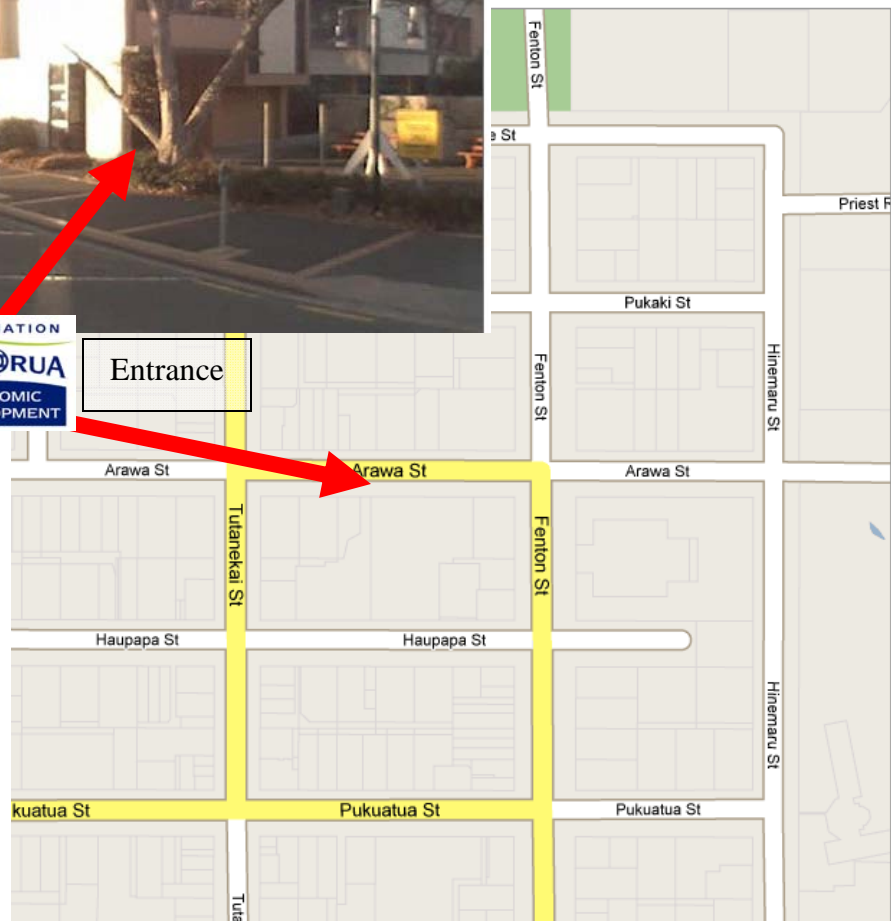 Fenton St
e St
Priest R
Pukaki St
ATION
@RUA
OMIC
PMENT
Entrance
Fenton St
Hinemaru St
Arawa St
Arawa St
Arawa St
Tutanekai St
Fenton St
Haupapa St
Haupapa St
Hinemaru St
kuatua St
Pukuatua St
Pukuatua St
Tuta